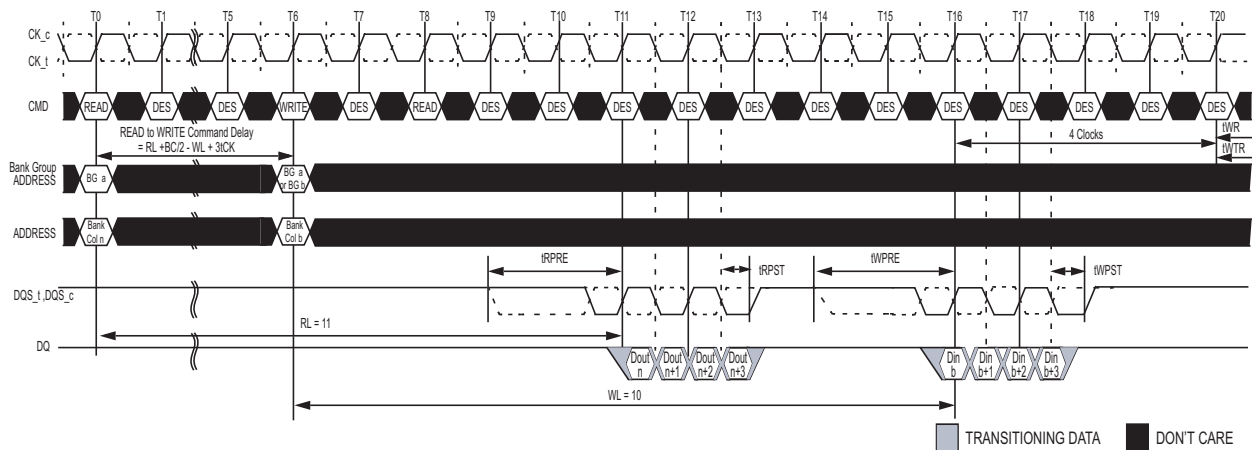 T0 T1 T5 T6 T7 T8 T9 T10 T11 T12 T13 T14 T15 T16 T17 T18 T19 T20
CK_c
CK_t
CMD READ DES DES WRITE DES READ DES DES DES DES DES DES DES DES DES DES DES DES
READ to WRITE Command Delay
= RL +BC/2 - WL + 3tCK
4 Clocks
tWR
tWTR
Bank Group
ADDRESS
BG a
BG a
or BG b
ADDRESS
Bank
Col n
Bank
Col b
tRPRE tRPST tWPRE tWPST
DQS_t ,DQS_c
RL = 11
DQ
Dout
n
Dout
n+1
Dout
n+2
Dout
n+3
Din
b
Din
b+1
Din
b+2
Din
b+3
WL = 10
TRANSITIONING DATA DON'T CARE